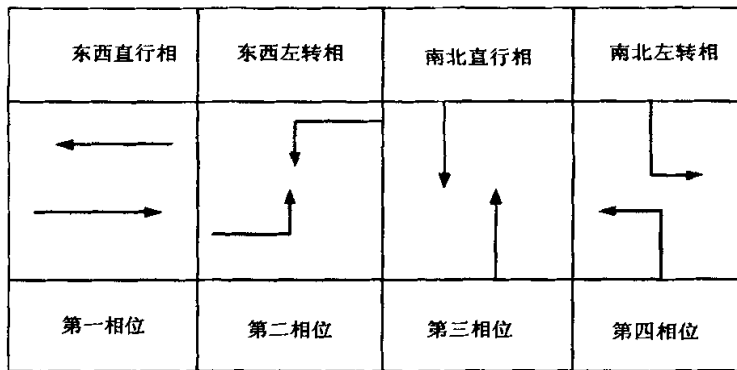 东西直行相
东西左转相
南北直行相
南北左转相
第一相位
第二相位
第三相位
第四相位